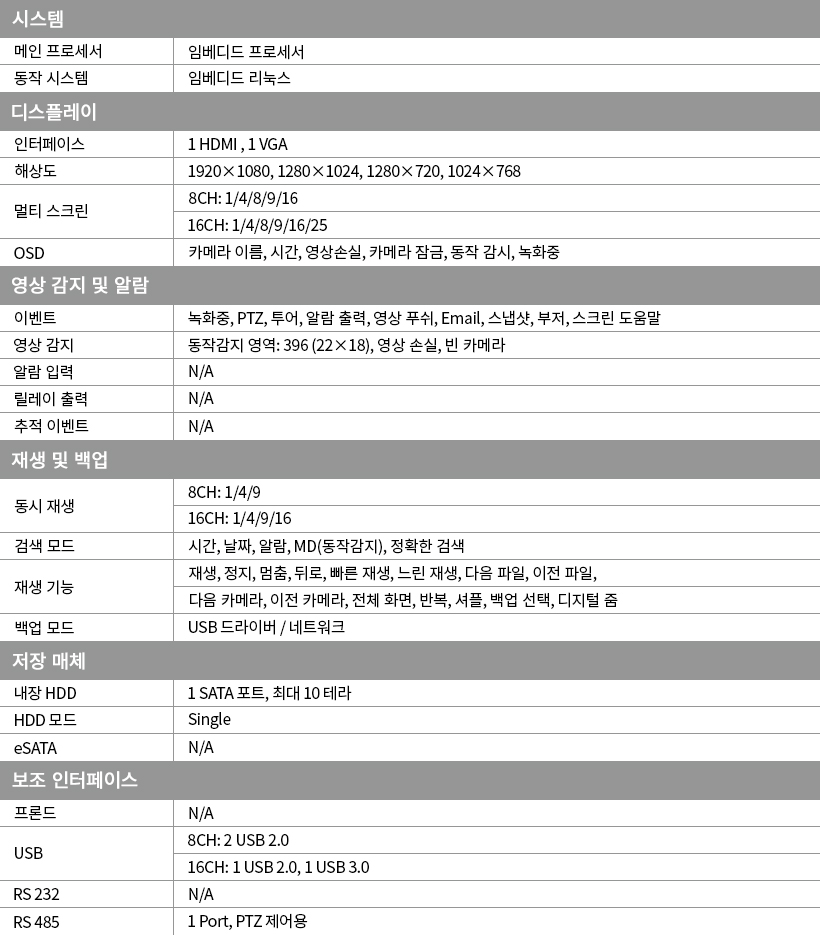 시스템
메인 프로세서 임베디드 프로세서
동작 시스템 임베디드 리눅스
디스플레이
인터페이스 1 HDMI , 1 VGA
해상도 1920×1080, 1280×1024, 1280×720, 1024×768
멀티 스크린 8CH: 1/4/8/9/16
16CH: 1/4/8/9/16/25
OSD 카메라 이름, 시간, 영상손실, 카메라 잠금, 동작 감시, 녹화중
영상 감지 및 알람
이벤트 녹화중, PTZ, 투어, 알람 출력, 영상 푸쉬, Email, 스냅샷, 부저, 스크린 도움말
영상 감지 동작감지 영역: 396 (22×18), 영상 손실, 빈 카메라
알람 입력 N/A
릴레이 출력 N/A
추적 이벤트 N/A
재생 및 백업
동시 재생 8CH: 1/4/9
16CH: 1/4/9/16
검색 모드 시간, 날짜, 알람, MD(동작감지), 정확한 검색
재생 기능 재생, 정지, 멈춤, 뒤로, 빠른 재생, 느린 재생, 다음 파일, 이전 파일,
다음 카메라, 이전 카메라, 전체 화면, 반복, 셔플, 백업 선택, 디지털 줌
백업 모드 USB 드라이버 / 네트워크
저장 매체
내장 HDD 1 SATA 포트, 최대 10 테라
HDD 모드 Single
eSATA N/A
보조 인터페이스
프론드 N/A
USB 8CH: 2 USB 2.0
16CH: 1 USB 2.0, 1 USB 3.0
RS 232 N/A
RS 485 1 Port, PTZ 제어용